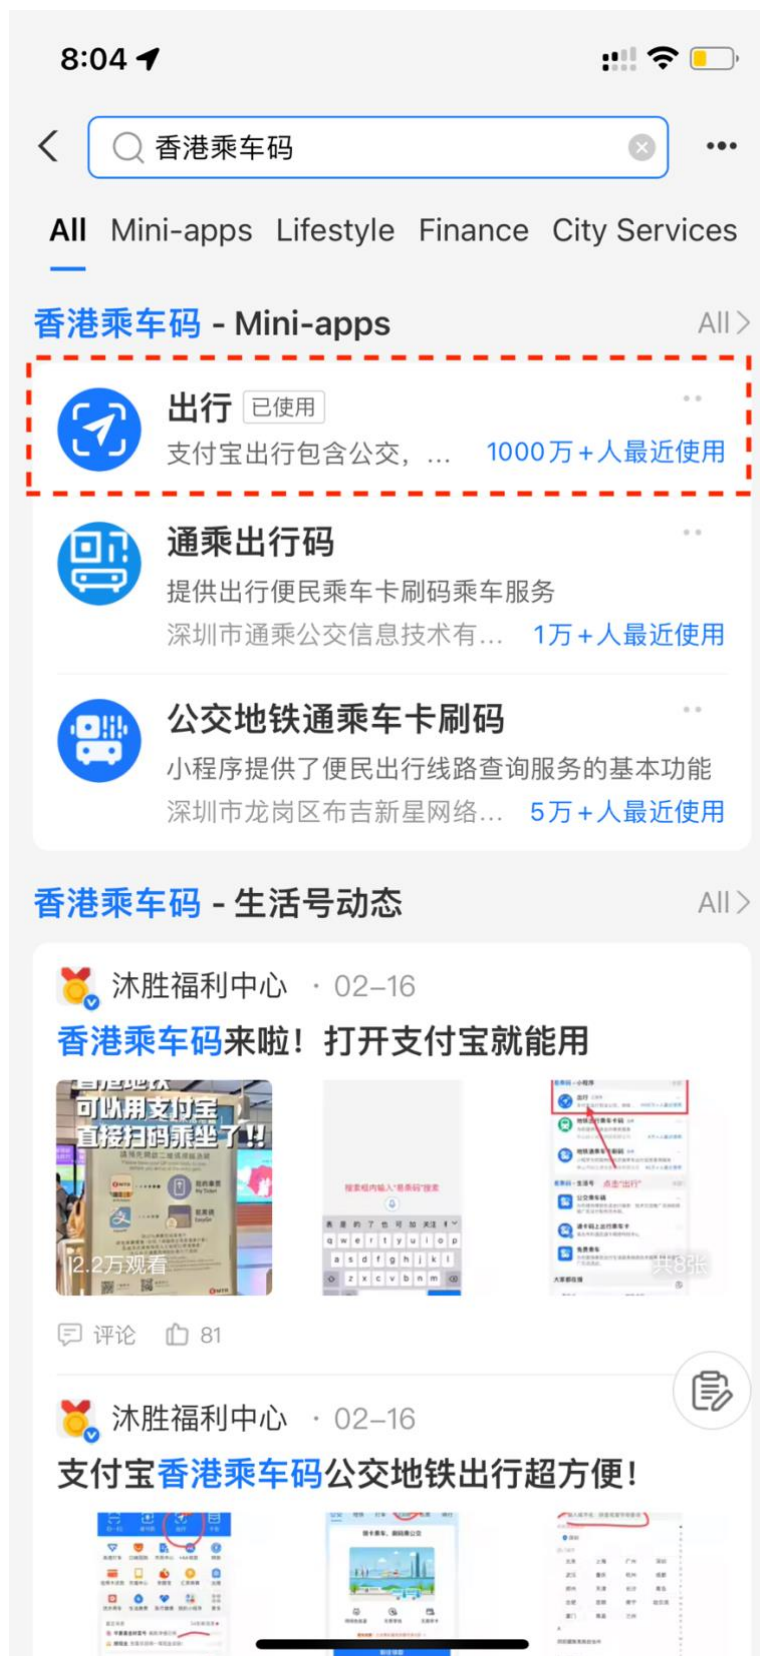 8:04
香港乘车码
All Mini-apps Lifestyle Finance City Services
香港乘车码 - Mini-apps All
出行 已使用
支付宝出行包含公交，... 1000万+人最近使用
通乘出行码
提供出行便民乘车卡刷码乘车服务
深圳市通乘公交信息技术有... 1万+人最近使用
公交地铁通乘车卡刷码
小程序提供了便民出行线路查询服务的基本功能
深圳市龙岗区布吉新星网络... 5万+人最近使用
香港乘车码 - 生活号动态 All
沐胜福利中心 · 02-16
香港乘车码来啦！打开支付宝就能用
香港地铁
可以用支付宝
直接扫码乘坐了!!
2.2万观看
共8张
评论 81
沐胜福利中心 · 02-16
支付宝香港乘车码公交地铁出行超方便！